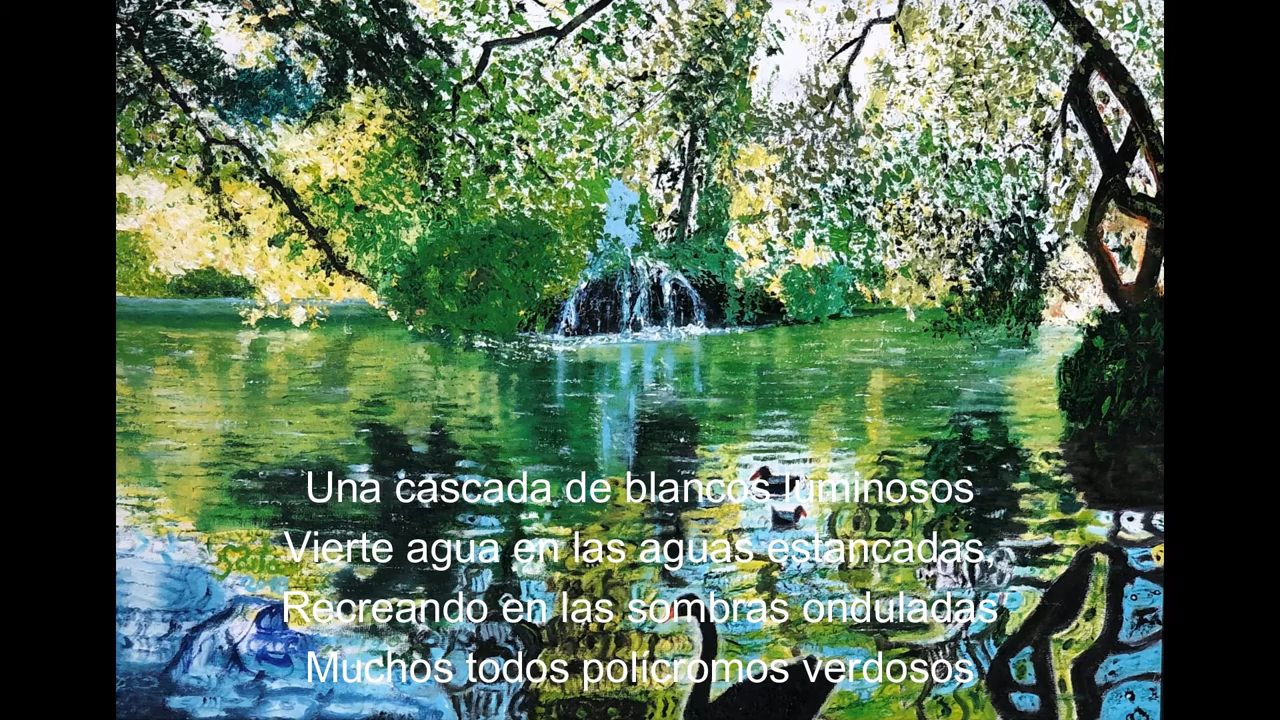 Una cascada de blancos luminosos
Vierte agua en las aguas estancadas,
Recreando en las sombras onduladas
Muchos todos polícromos verdosos